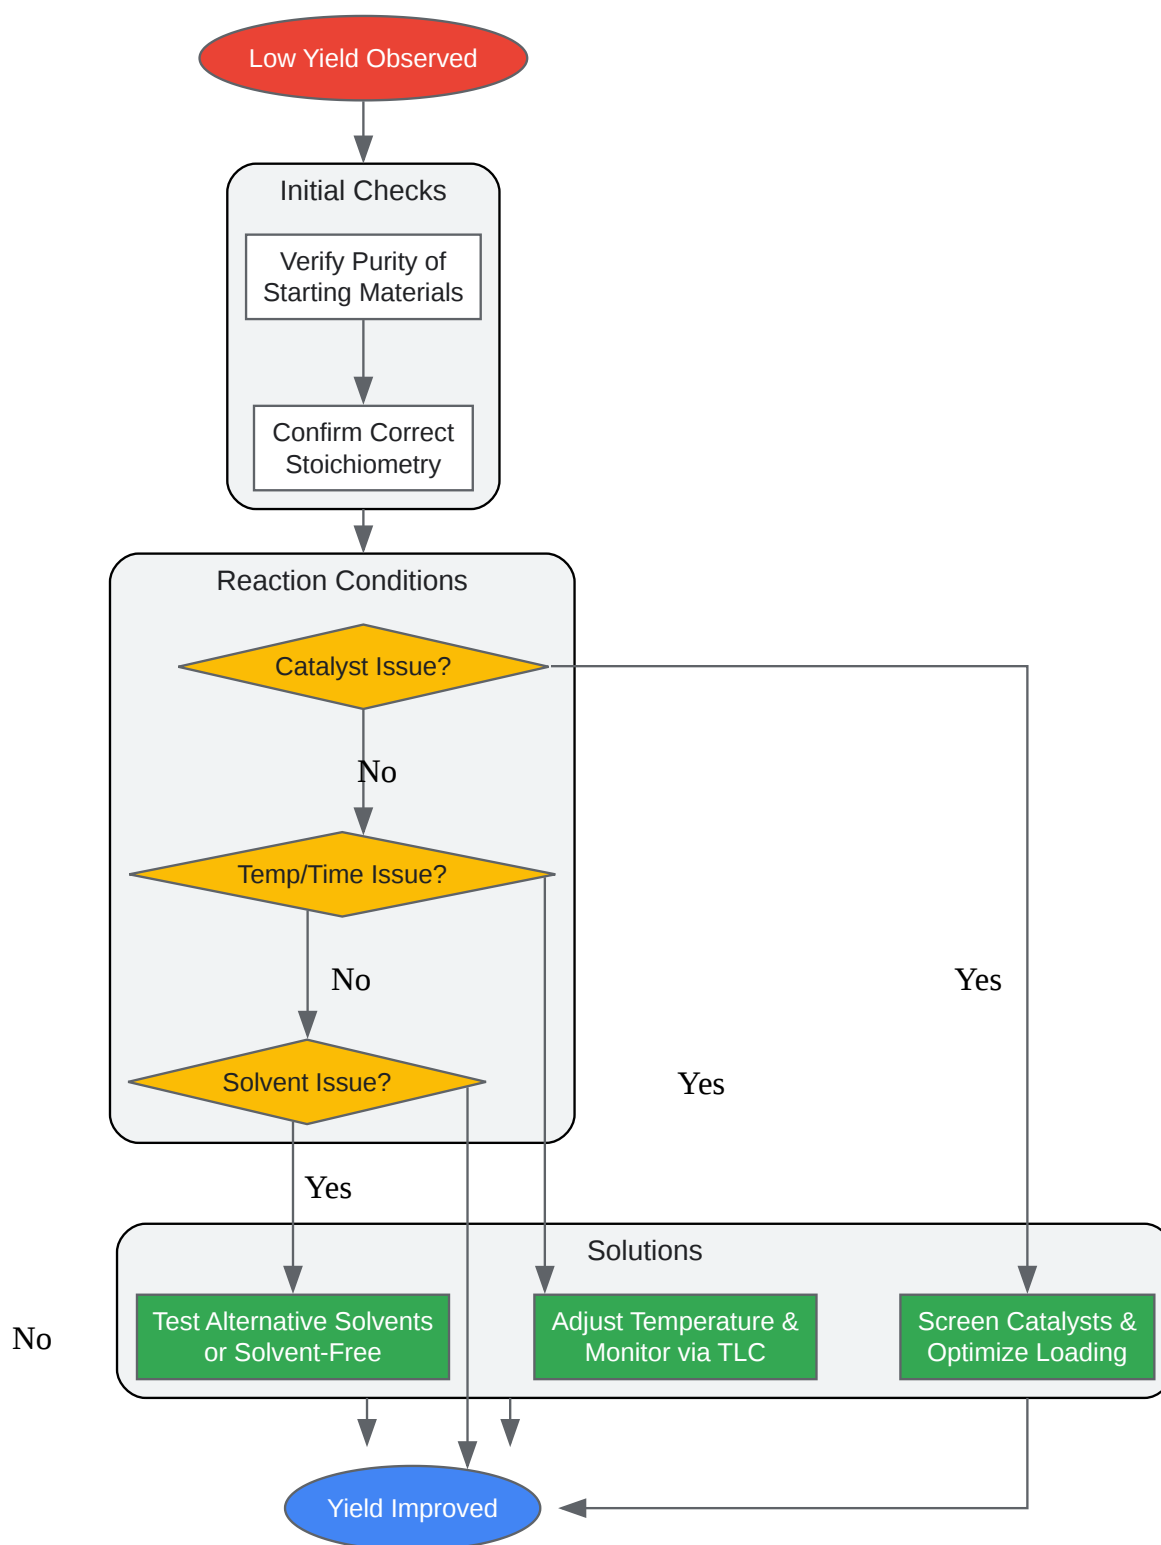 Low Yield Observed
Initial Checks
Verify Purity of
Starting Materials
Confirm Correct
Stoichiometry
Reaction Conditions
Catalyst Issue?
No
Temp/Time Issue?
No
Yes
Solvent Issue?
Yes
Yes
Solutions
Test Alternative Solvents
or Solvent-Free
Adjust Temperature &
Monitor via TLC
Screen Catalysts &
Optimize Loading
No
Yield Improved